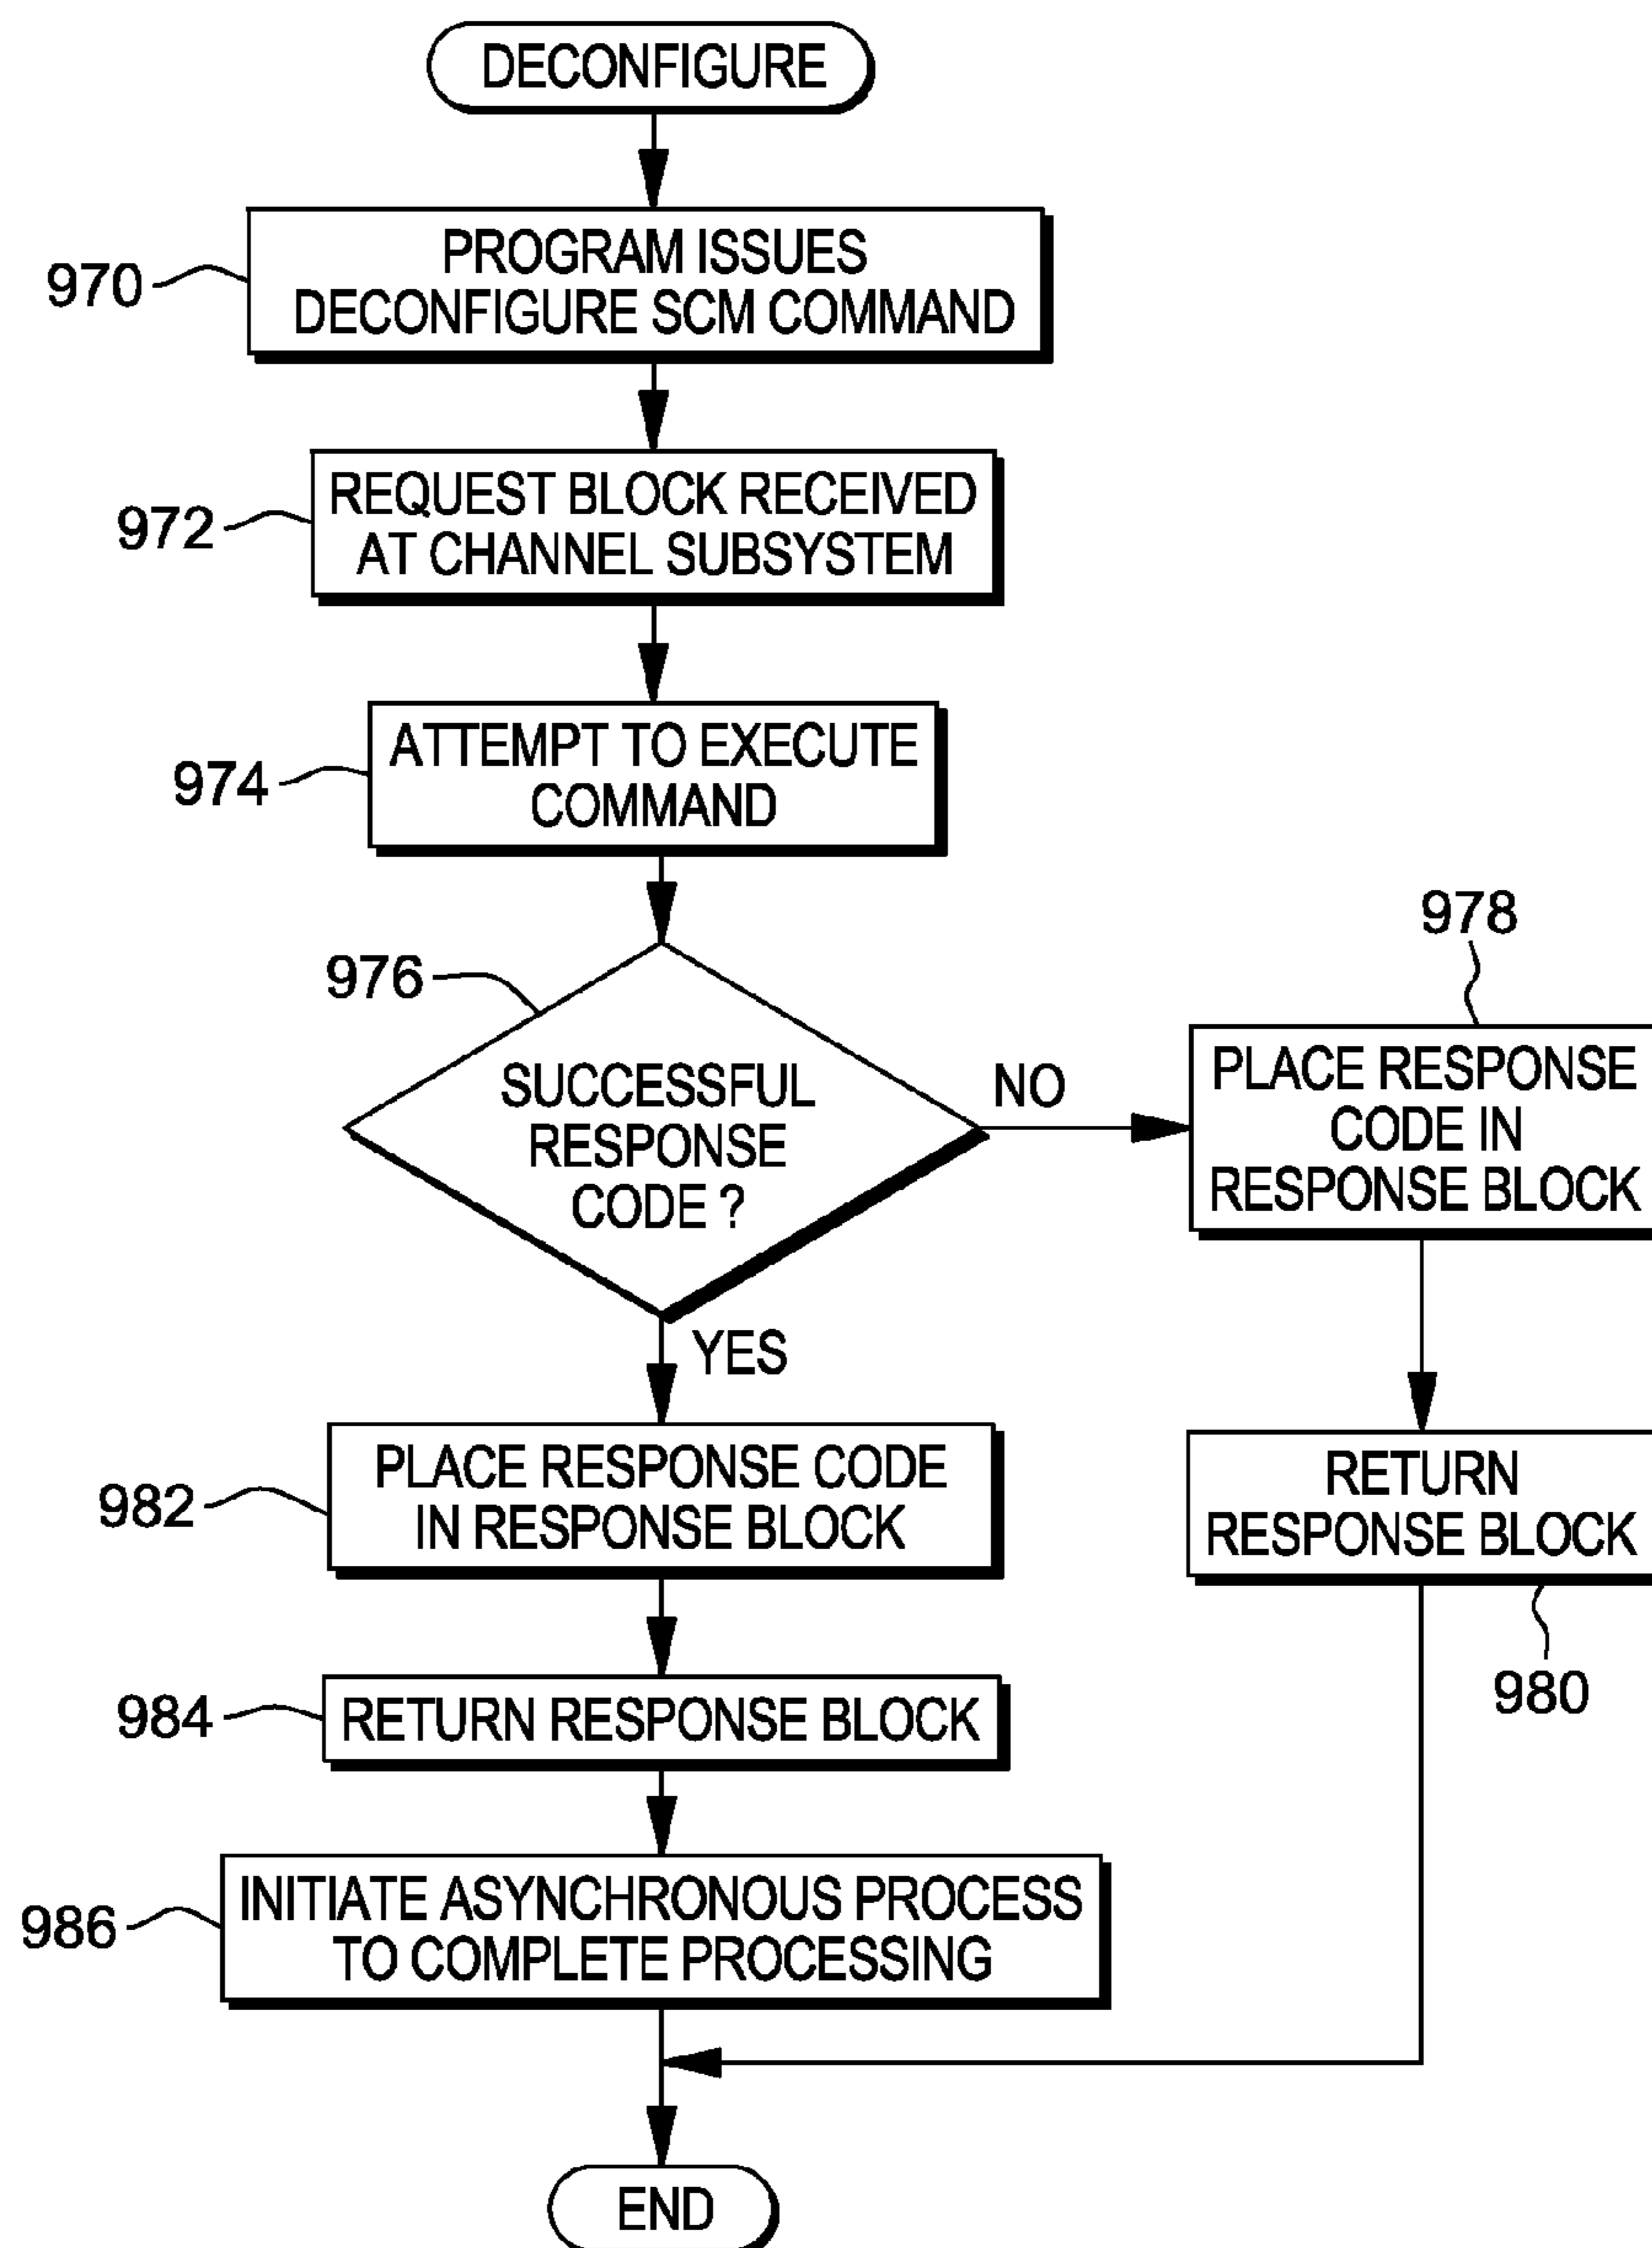 DECONFIGURE
970
PROGRAM ISSUES
DECONFIGURE SCM COMMAND
972
REQUEST BLOCK RECEIVED
AT CHANNEL SUBSYSTEM
974
ATTEMPT TO EXECUTE
COMMAND
976
SUCCESSFUL
RESPONSE
CODE ?
NO
978
PLACE RESPONSE
CODE IN
RESPONSE BLOCK
YES
982
PLACE RESPONSE CODE
IN RESPONSE BLOCK
RETURN
RESPONSE BLOCK
980
984
RETURN RESPONSE BLOCK
986
INITIATE ASYNCHRONOUS PROCESS
TO COMPLETE PROCESSING
END